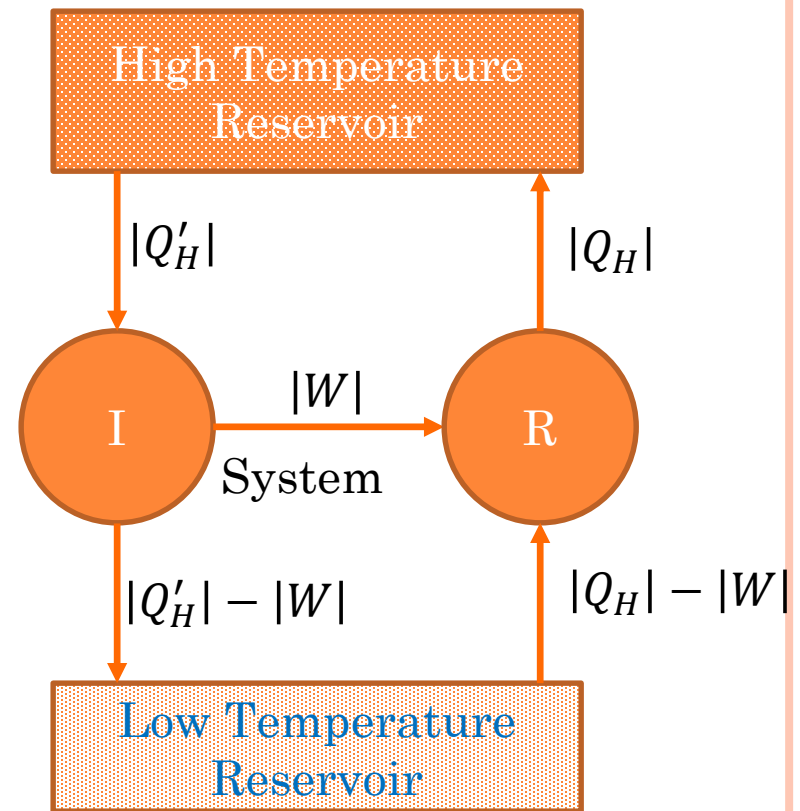 High Temperature
Reservoir
|Q′_H|
|Q_H|
|W|
I
R
System
|Q′_H| − |W|
|Q_H| − |W|
Low Temperature
Reservoir